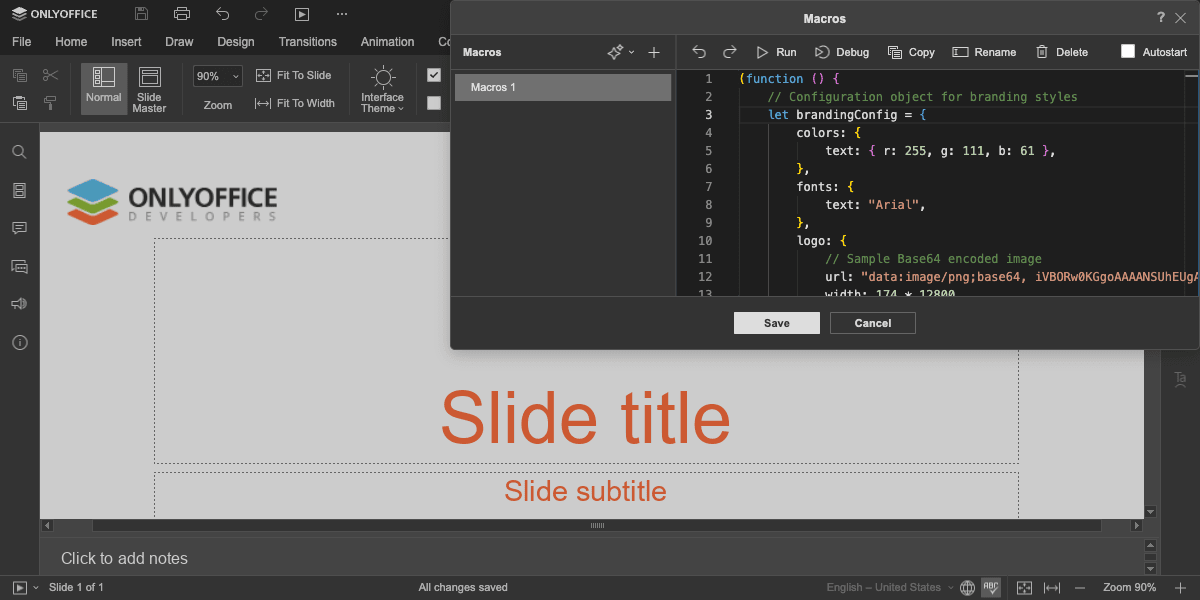 ONLYOFFICE
Macros
?
File Home Insert Draw Design Transitions Animation
Macros
Run Debug Copy Rename Delete Autostart
Macros 1
Normal
Slide Master
90%
Zoom
Fit To Slide
Fit To Width
Interface Theme
1 (function () {
2 // Configuration object for branding styles
3 let brandingConfig = {
4 colors: {
5 text: { r: 255, g: 111, b: 61 },
6 },
7 fonts: {
8 text: "Arial",
9 },
10 logo: {
11 // Sample Base64 encoded image
12 url: "data:image/png;base64, iVBORw0KGgoAAAANSUhEUgA
13 width: 174 * 12800
Save Cancel
ONLYOFFICE
DEVELOPERS
Slide title
Slide subtitle
Click to add notes
Slide 1 of 1
All changes saved
English – United States
ABC
Zoom 90%
Ta